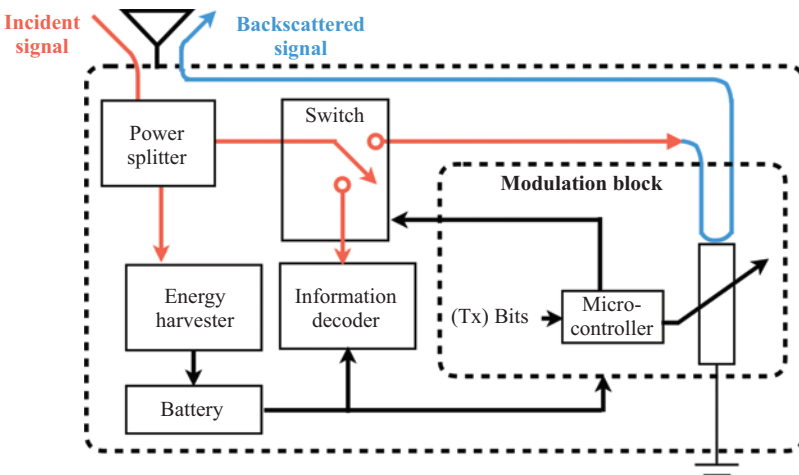 Incident
signal
Backscattered
signal
Power
splitter
Switch
Modulation block
Energy
harvester
Information
decoder
(Tx) Bits
Micro-
controller
Battery